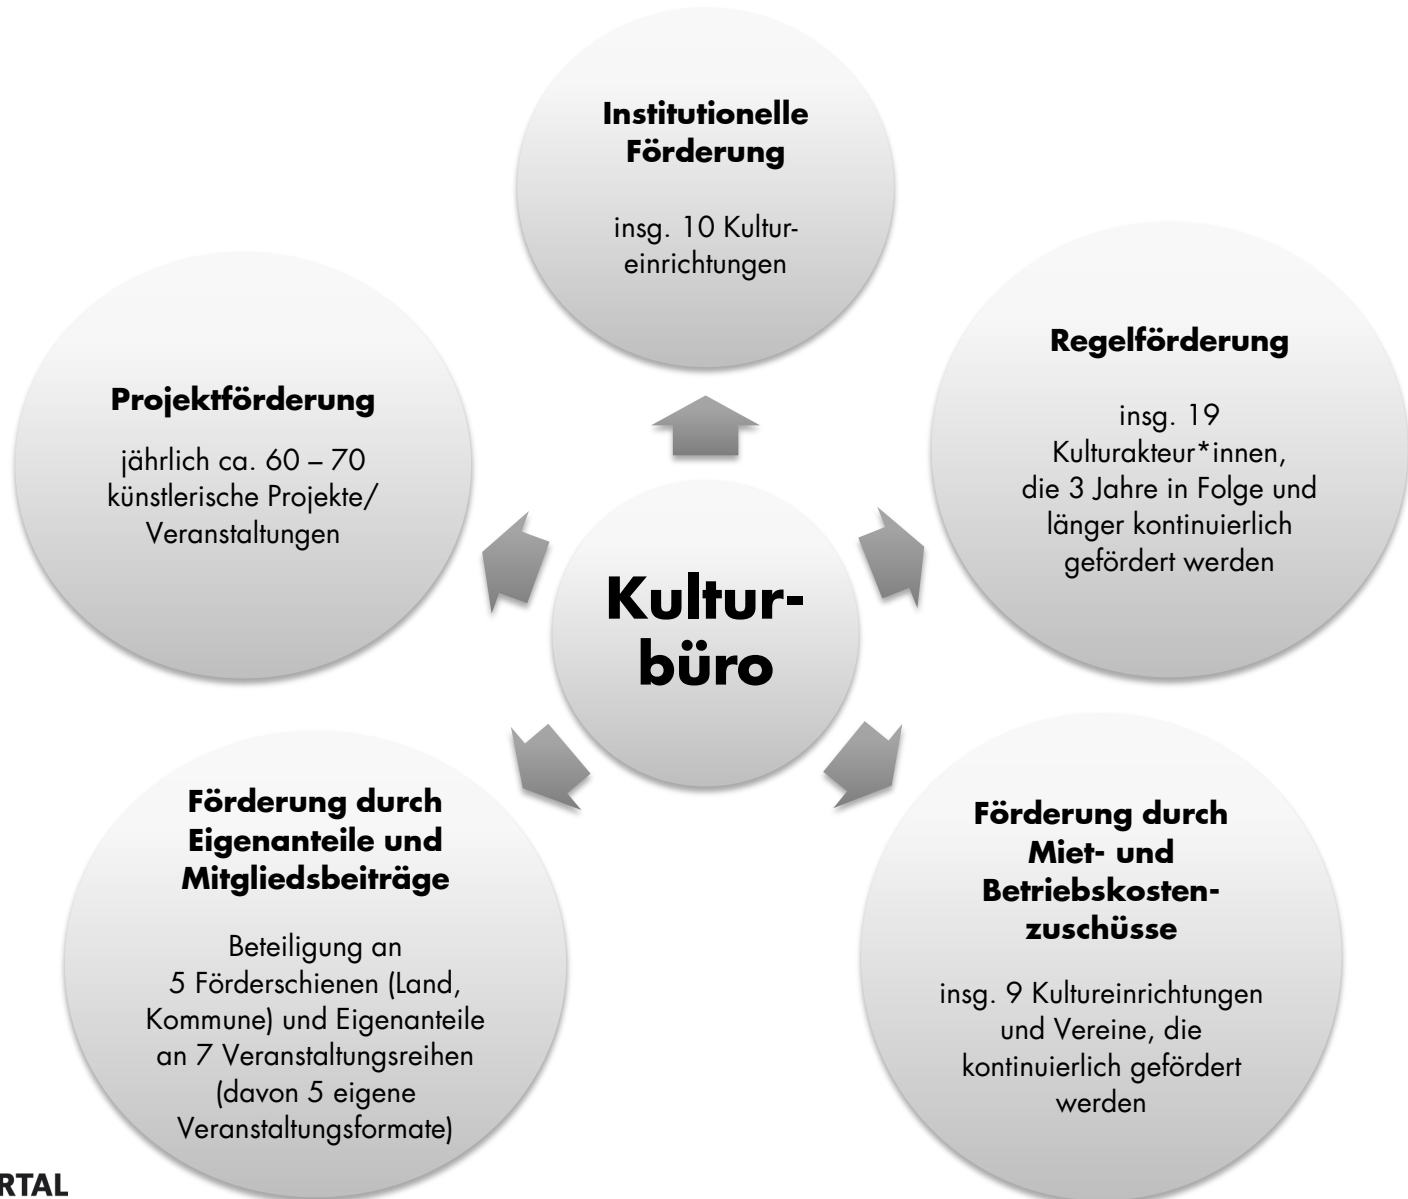 Institutionelle
Förderung
insg. 10 Kultur-
einrichtungen
Regelförderung
insg. 19
Kulturakteur*innen,
die 3 Jahre in Folge und
länger kontinuierlich
gefördert werden
Projektförderung
jährlich ca. 60 – 70
künstlerische Projekte/
Veranstaltungen
Kultur-
büro
Förderung durch
Eigenanteile und
Mitgliedsbeiträge
Beteiligung an
5 Förderschienen (Land,
Kommune) und Eigenanteile
an 7 Veranstaltungsreihen
(davon 5 eigene
Veranstaltungsformate)
Förderung durch
Miet- und
Betriebskosten-
zuschüsse
insg. 9 Kultureinrichtungen
und Vereine, die
kontinuierlich gefördert
werden
RTAL